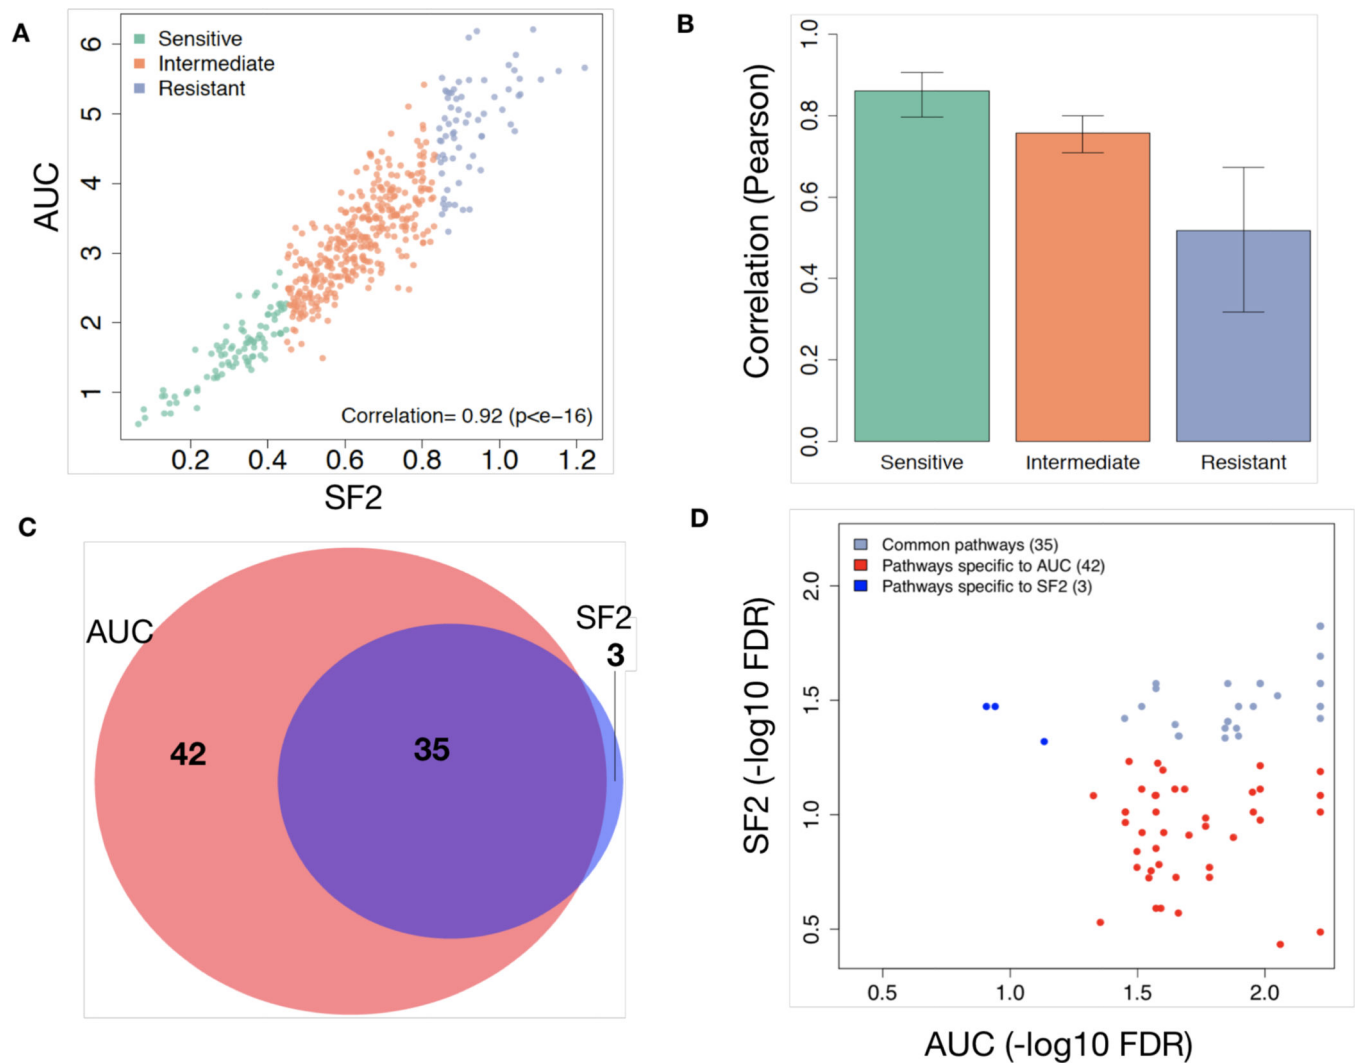 A
Sensitive
Intermediate
Resistant
Correlation= 0.92 (p<e−16)
AUC
1
2
3
4
5
6
0.2 0.4 0.6 0.8 1.0 1.2
SF2
B
Correlation (Pearson)
0.0
0.2
0.4
0.6
0.8
1.0
Sensitive Intermediate Resistant
C
AUC
SF2
3
42
35
D
Common pathways (35)
Pathways specific to AUC (42)
Pathways specific to SF2 (3)
SF2 (-log10 FDR)
0.5
1.0
1.5
2.0
0.5 1.0 1.5 2.0
AUC (-log10 FDR)